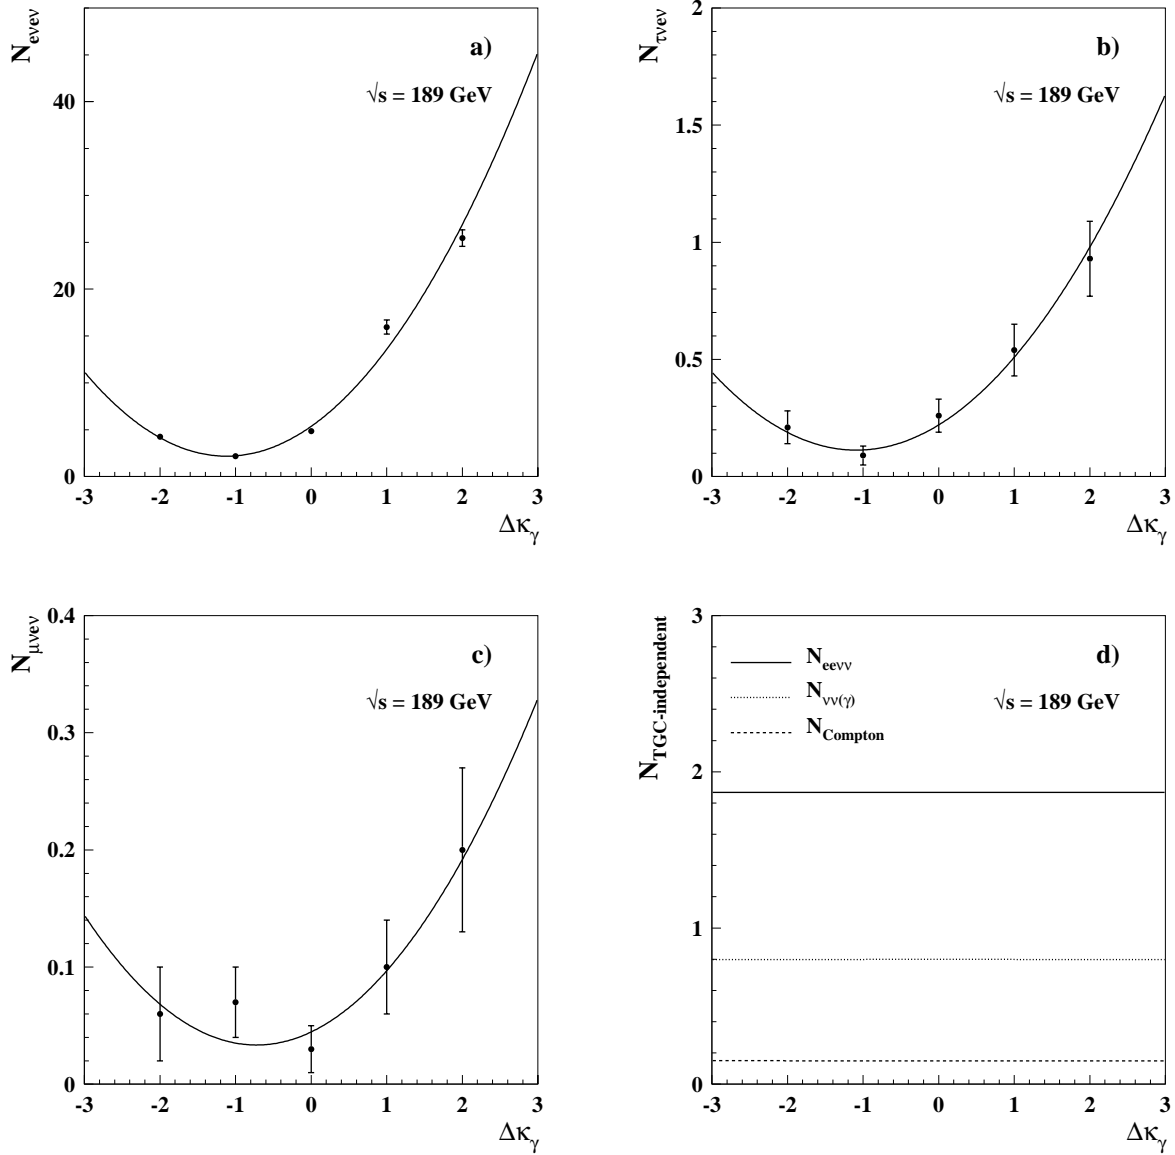 N_eνeν
a)
√s = 189 GeV
40
20
0
-3 -2 -1 0 1 2 3
Δκ_γ
N_τνeν
b)
√s = 189 GeV
2
1.5
1
0.5
0
-3 -2 -1 0 1 2 3
Δκ_γ
N_μνeν
c)
√s = 189 GeV
0.4
0.3
0.2
0.1
0
-3 -2 -1 0 1 2 3
Δκ_γ
N_TGC-independent
d)
√s = 189 GeV
N_eeνν
N_νν(γ)
N_Compton
3
2
1
0
-3 -2 -1 0 1 2 3
Δκ_γ